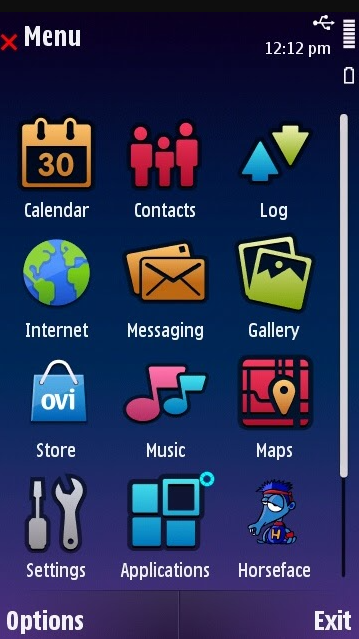 Menu
12:12 pm
30
Calendar Contacts Log
Internet Messaging Gallery
ovi
Store Music Maps
H
Settings Applications Horseface
Options Exit